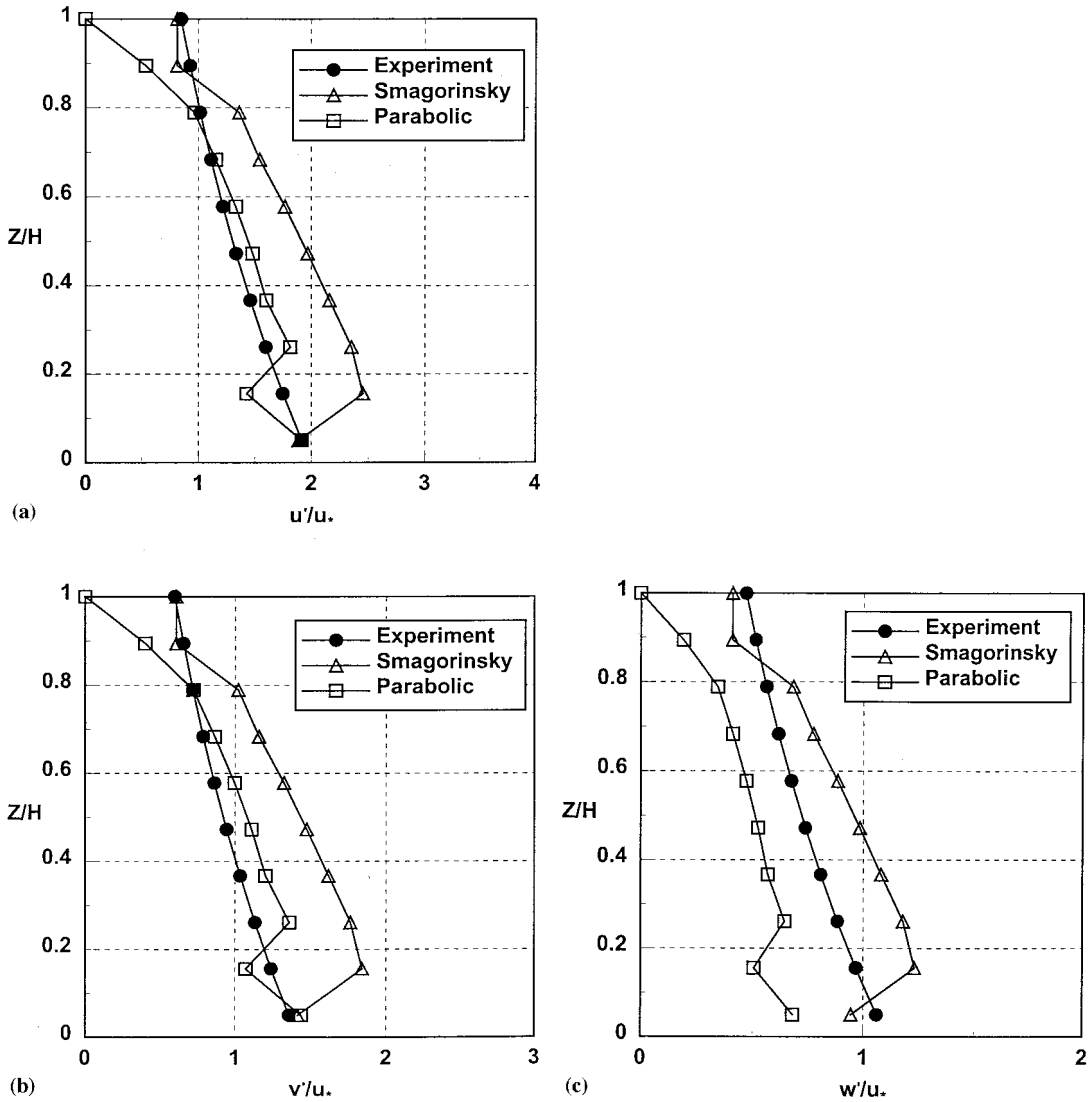 1
0.8
0.6
Z/H
0.4
0.2
0
0 1 2 3 4
u'/u*
Experiment
Smagorinsky
Parabolic
(a)
1
0.8
0.6
Z/H
0.4
0.2
0
0 1 2 3
v'/u*
Experiment
Smagorinsky
Parabolic
(b)
1
0.8
0.6
Z/H
0.4
0.2
0
0 1 2
w'/u*
Experiment
Smagorinsky
Parabolic
(c)